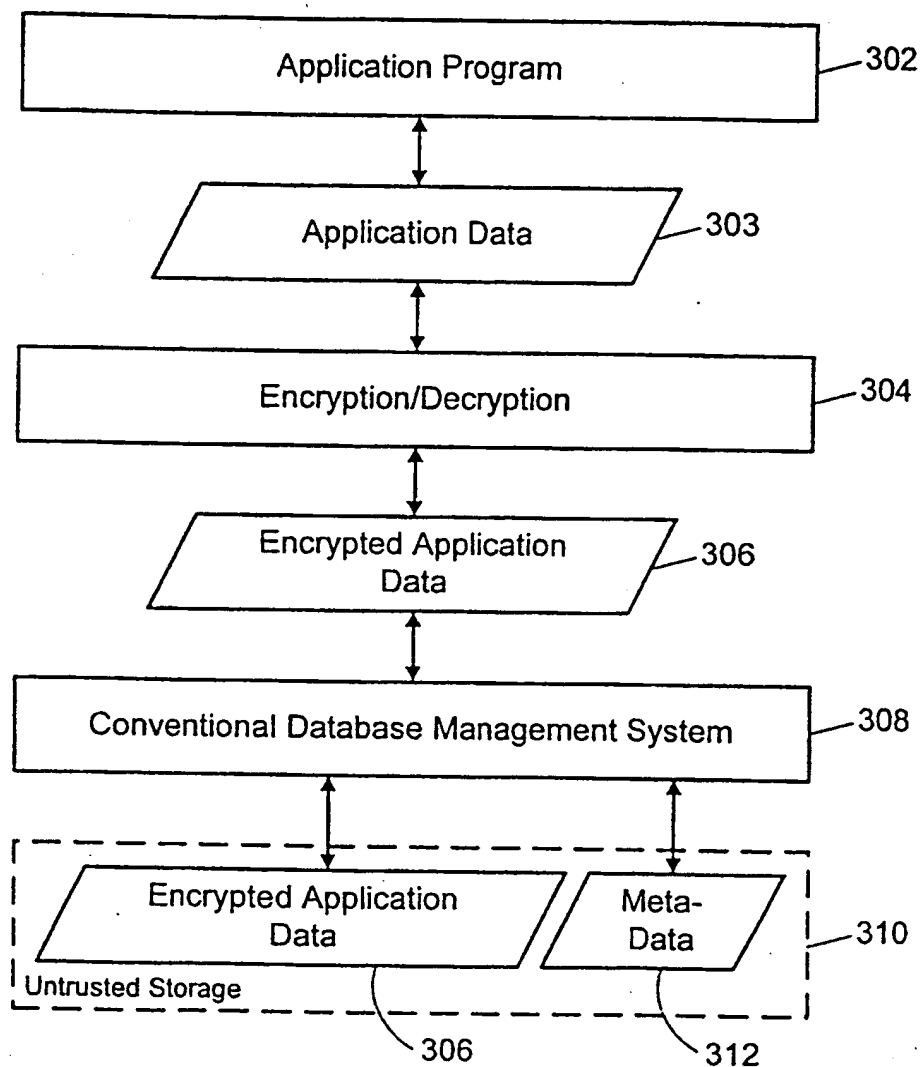 Application Program
302
Application Data
303
Encryption/Decryption
304
Encrypted Application
Data
306
Conventional Database Management System
308
Encrypted Application
Data
Meta-
Data
310
Untrusted Storage
306
312